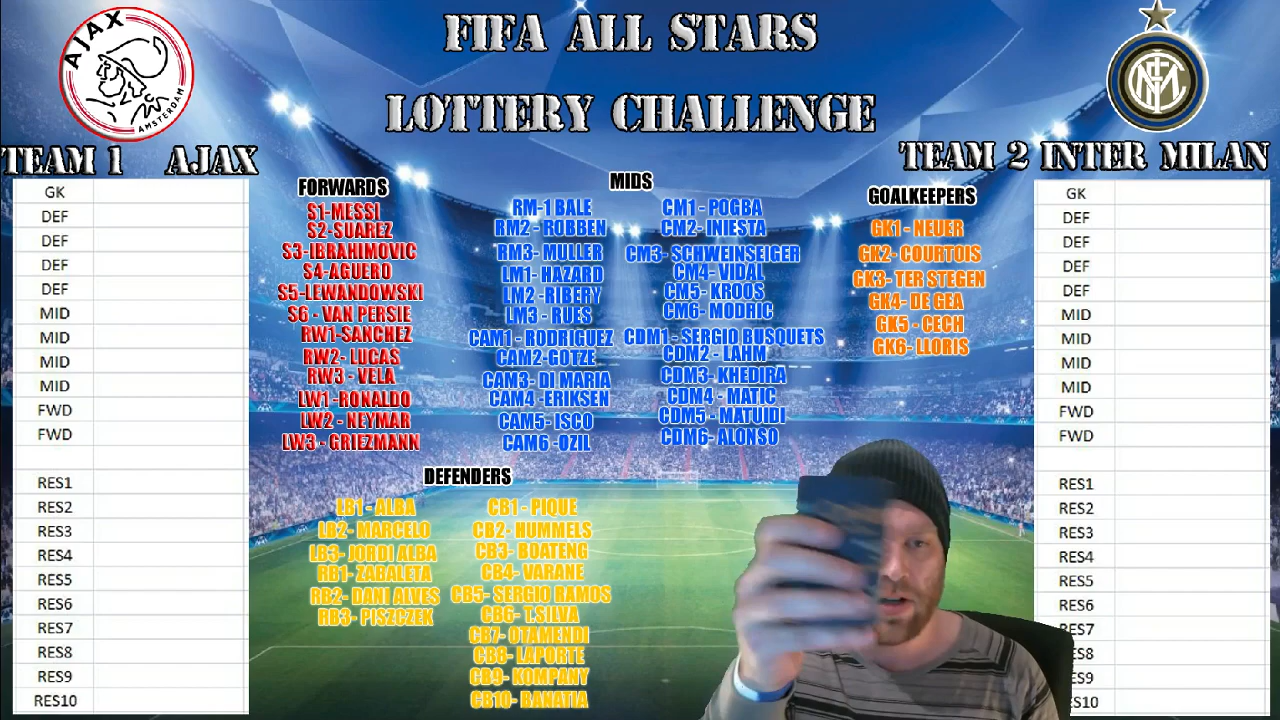 AJAX
AMSTERDAM
FIFA ALL STARS
LOTTERY CHALLENGE
TEAM 1 AJAX
TEAM 2 INTER MILAN
GK
DEF
DEF
DEF
DEF
MID
MID
MID
MID
FWD
FWD
RES1
RES2
RES3
RES4
RES5
RES6
RES7
RES8
RES9
RES10
FORWARDS
S1-MESSI
S2-SUAREZ
S3-IBRAHIMOVIC
S4-AGUERO
S5-LEWANDOWSKI
S6 - VAN PERSIE
RW1-SANCHEZ
RW2- LUCAS
RW3 - VELA
LW1 -RONALDO
LW2 - NEYMAR
LW3 - GRIEZMANN
MIDS
RM-1 BALE
RM2 - ROBBEN
RM3- MULLER
LM1- HAZARD
LM2 -RIBERY
LM3 - RUES
CAM1 - RODRIGUEZ
CAM2-GOTZE
CAM3- DI MARIA
CAM4 -ERIKSEN
CAM5- ISCO
CAM6 -OZIL
CM1 - POGBA
CM2- INIESTA
CM3- SCHWEINSEIGER
CM4- VIDAL
CM5- KROOS
CM6- MODRIC
CDM1 - SERGIO BUSQUETS
CDM2 - LAHM
CDM3- KHEDIRA
CDM4 - MATIC
CDM5 - MATUIDI
CDM6- ALONSO
GOALKEEPERS
GK1 - NEUER
GK2- COURTOIS
GK3- TER STEGEN
GK4- DE GEA
GK5 - CECH
GK6- LLORIS
DEFENDERS
LB1 - ALBA
LB2- MARCELO
LB3- JORDI ALBA
RB1- ZABALETA
RB2- DANI ALVES
RB3- PISZCZEK
CB1 - PIQUE
CB2- HUMMELS
CB3- BOATENG
CB4- VARANE
CB5- SERGIO RAMOS
CB6- T.SILVA
CB7- OTAMENDI
CB8- LAPORTE
CB9- KOMPANY
CB10- BANATIA
GK
DEF
DEF
DEF
DEF
MID
MID
MID
MID
FWD
FWD
RES1
RES2
RES3
RES4
RES5
RES6
ES7
S8
S9
S10